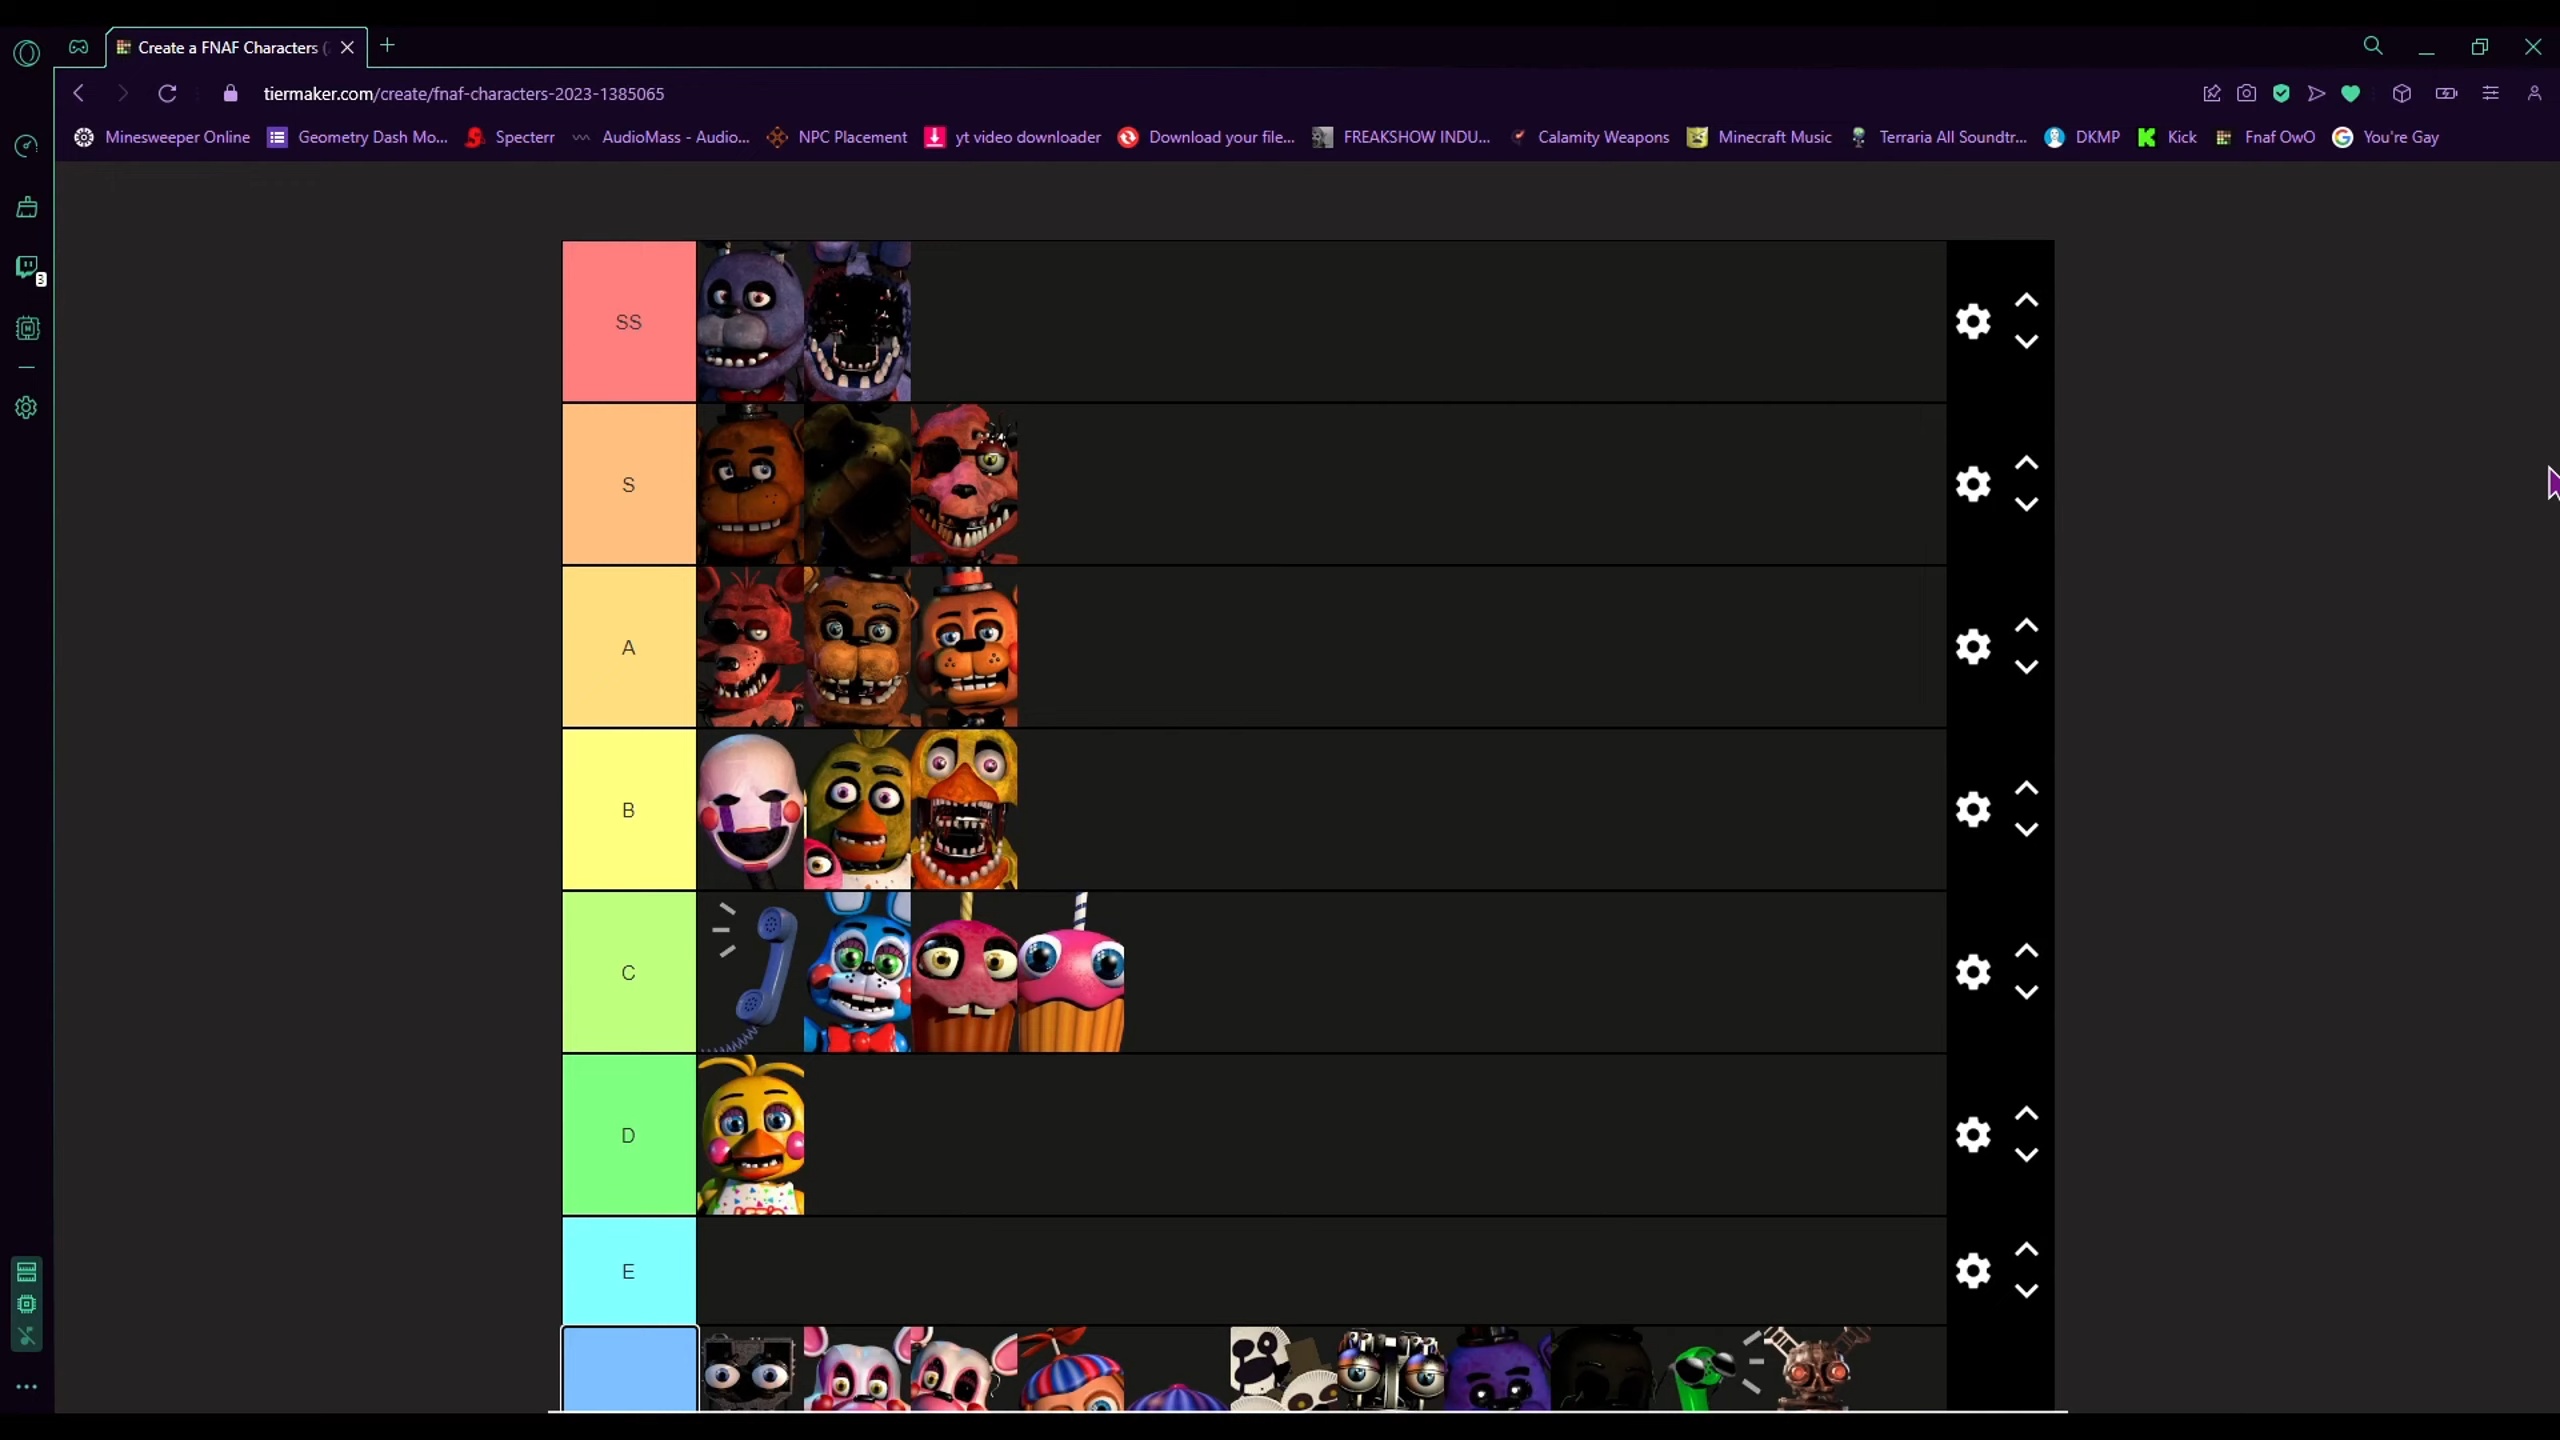 Create a FNAF Characters (
tiermaker.com/create/fnaf-characters-2023-1385065
Minesweeper Online
Geometry Dash Mo...
Specterr
AudioMass - Audio...
NPC Placement
yt video downloader
Download your file...
FREAKSHOW INDU...
Calamity Weapons
Minecraft Music
Terraria All Soundtr...
DKMP
Kick
Fnaf OwO
You're Gay
3
SS
S
A
B
C
D
E